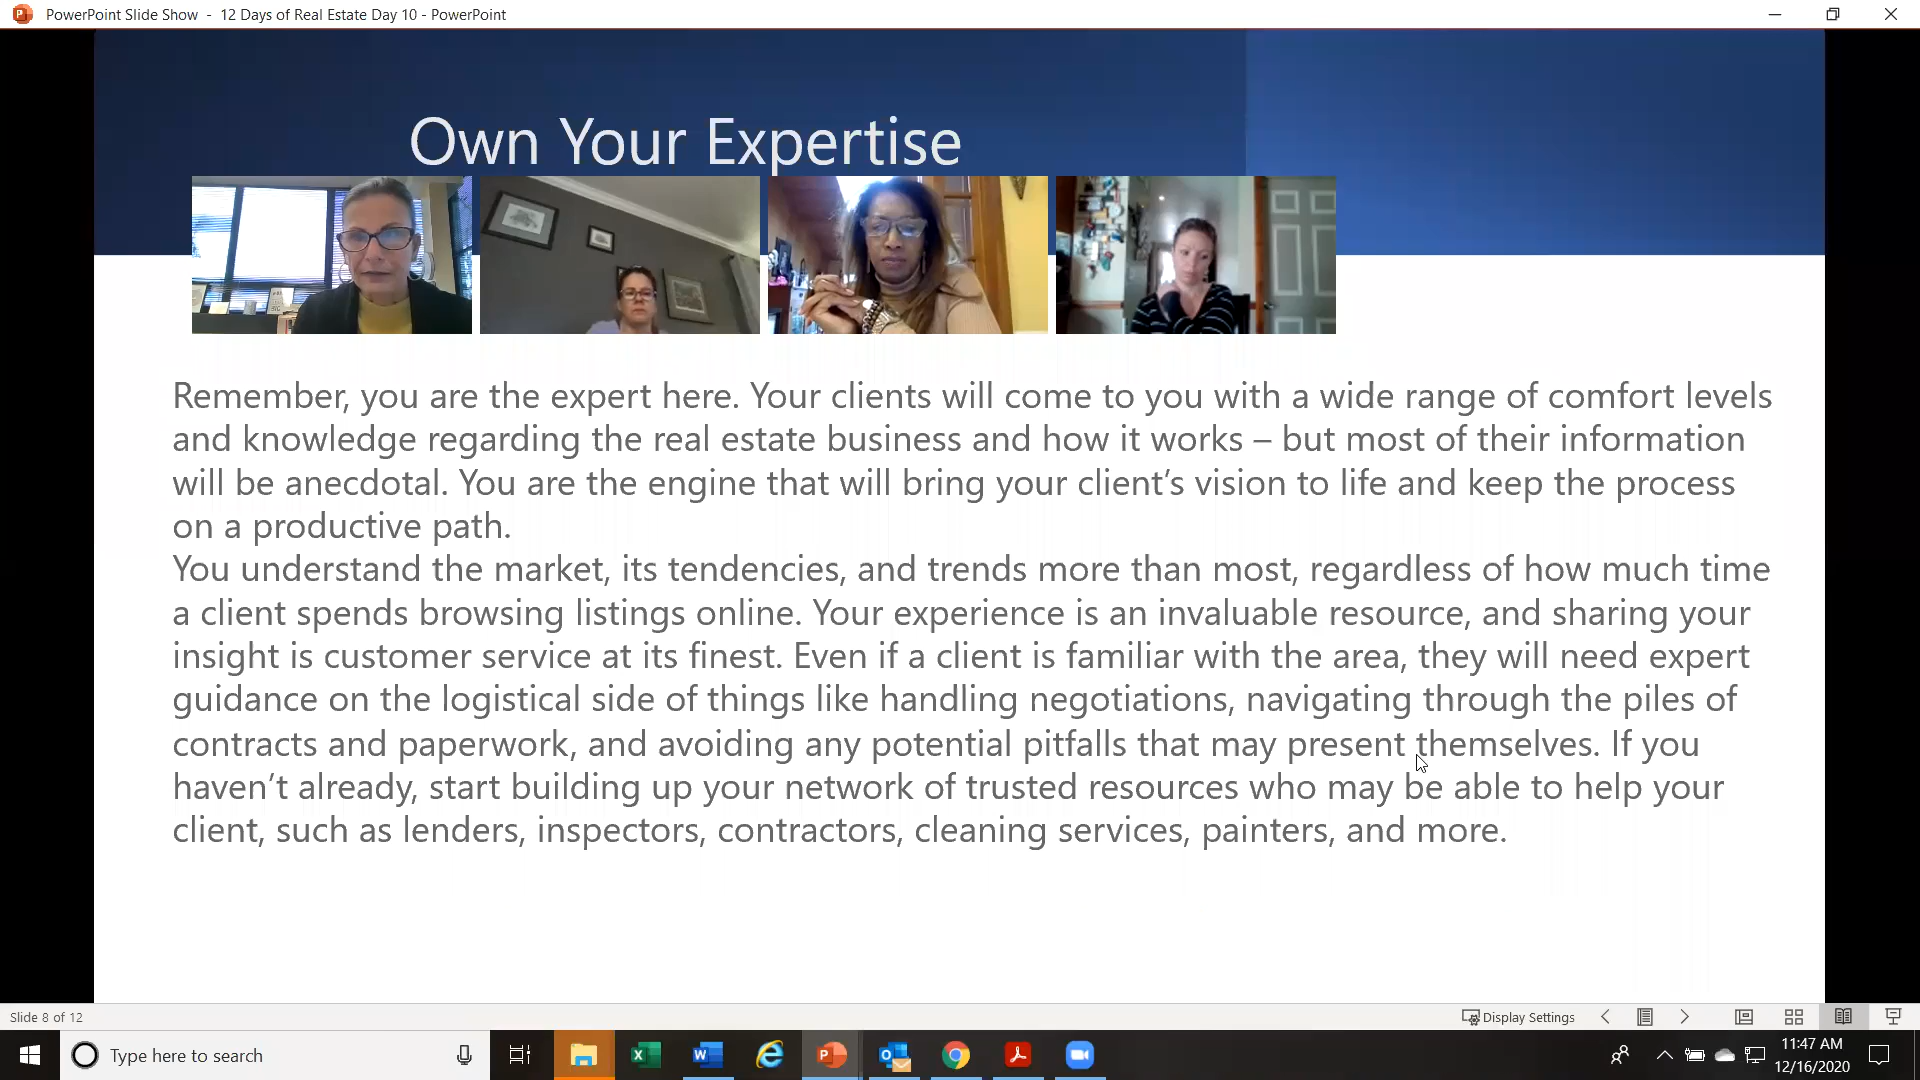 PowerPoint Slide Show - 12 Days of Real Estate Day 10 - PowerPoint
Own Your Expertise
Remember, you are the expert here. Your clients will come to you with a wide range of comfort levels
and knowledge regarding the real estate business and how it works – but most of their information
will be anecdotal. You are the engine that will bring your client’s vision to life and keep the process
on a productive path.
You understand the market, its tendencies, and trends more than most, regardless of how much time
a client spends browsing listings online. Your experience is an invaluable resource, and sharing your
insight is customer service at its finest. Even if a client is familiar with the area, they will need expert
guidance on the logistical side of things like handling negotiations, navigating through the piles of
contracts and paperwork, and avoiding any potential pitfalls that may present themselves. If you
haven’t already, start building up your network of trusted resources who may be able to help your
client, such as lenders, inspectors, contractors, cleaning services, painters, and more.
Slide 8 of 12
Display Settings
Type here to search
11:47 AM
12/16/2020